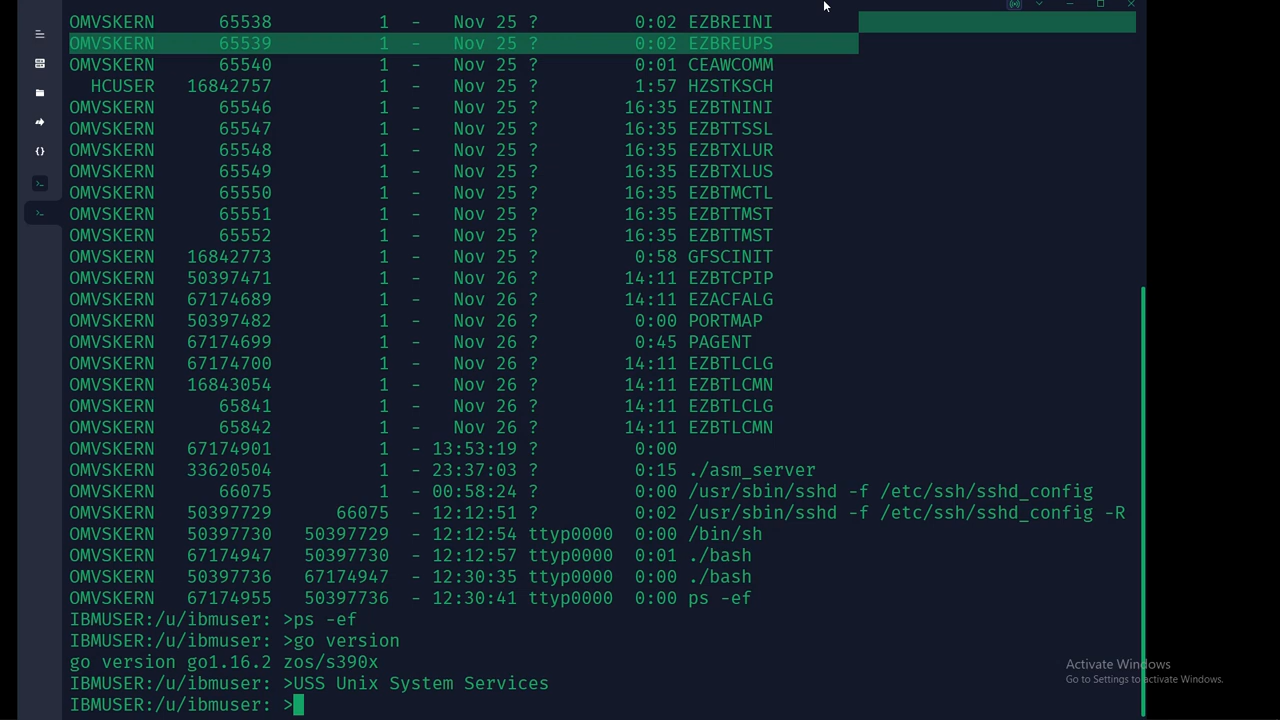 OMVSKERN 65538 1 - Nov 25 ? 0:02 EZBREINI
OMVSKERN 65539 1 - Nov 25 ? 0:02 EZBREUPS
OMVSKERN 65540 1 - Nov 25 ? 0:01 CEAWCOMM
HCUSER 16842757 1 - Nov 25 ? 1:57 HZSTKSCH
OMVSKERN 65546 1 - Nov 25 ? 16:35 EZBTNINI
OMVSKERN 65547 1 - Nov 25 ? 16:35 EZBTTSSL
OMVSKERN 65548 1 - Nov 25 ? 16:35 EZBTXLUR
OMVSKERN 65549 1 - Nov 25 ? 16:35 EZBTXLUS
OMVSKERN 65550 1 - Nov 25 ? 16:35 EZBTMCTL
OMVSKERN 65551 1 - Nov 25 ? 16:35 EZBTTMST
OMVSKERN 65552 1 - Nov 25 ? 16:35 EZBTTMST
OMVSKERN 16842773 1 - Nov 25 ? 0:58 GFSCINIT
OMVSKERN 50397471 1 - Nov 26 ? 14:11 EZBTCPIP
OMVSKERN 67174689 1 - Nov 26 ? 14:11 EZACFALG
OMVSKERN 50397482 1 - Nov 26 ? 0:00 PORTMAP
OMVSKERN 67174699 1 - Nov 26 ? 0:45 PAGENT
OMVSKERN 67174700 1 - Nov 26 ? 14:11 EZBTLCLG
OMVSKERN 16843054 1 - Nov 26 ? 14:11 EZBTLCMN
OMVSKERN 65841 1 - Nov 26 ? 14:11 EZBTLCLG
OMVSKERN 65842 1 - Nov 26 ? 14:11 EZBTLCMN
OMVSKERN 67174901 1 - 13:53:19 ? 0:00
OMVSKERN 33620504 1 - 23:37:03 ? 0:15 ./asm_server
OMVSKERN 66075 1 - 00:58:24 ? 0:00 /usr/sbin/sshd -f /etc/ssh/sshd_config
OMVSKERN 50397729 66075 - 12:12:51 ? 0:02 /usr/sbin/sshd -f /etc/ssh/sshd_config -R
OMVSKERN 50397730 50397729 - 12:12:54 ttyp0000 0:00 /bin/sh
OMVSKERN 67174947 50397730 - 12:12:57 ttyp0000 0:01 ./bash
OMVSKERN 50397736 67174947 - 12:30:35 ttyp0000 0:00 ./bash
OMVSKERN 67174955 50397736 - 12:30:41 ttyp0000 0:00 ps -ef
IBMUSER:/u/ibmuser: >ps -ef
IBMUSER:/u/ibmuser: >go version
go version go1.16.2 zos/s390x
IBMUSER:/u/ibmuser: >USS Unix System Services
IBMUSER:/u/ibmuser: >
Activate Windows
Go to Settings to activate Windows.